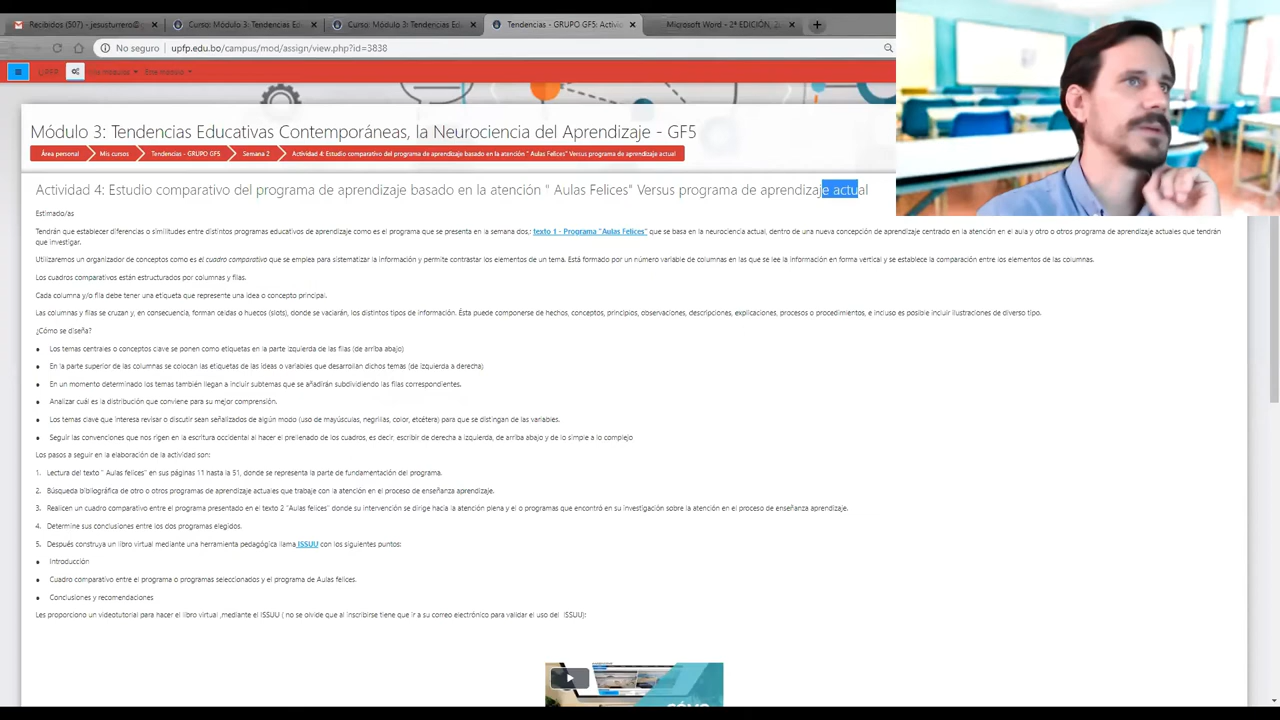 Recibidos (507) - jesusturrero@
Curso: Módulo 3: Tendencias Ed
Curso: Módulo 3: Tendencias Ed
Tendencias - GRUPO GF5: Activi
Microsoft Word - 2ª EDICIÓN, 2
No seguro
upfp.edu.bo/campus/mod/assign/view.php?id=3838
Mis módulos
Este módulo
Módulo 3: Tendencias Educativas Contemporáneas, la Neurociencia del Aprendizaje - GF5
Área personal
Mis cursos
Tendencias - GRUPO GF5
Semana 2
Actividad 4: Estudio comparativo del programa de aprendizaje basado en la atención " Aulas Felices" Versus programa de aprendizaje actual
Actividad 4: Estudio comparativo del programa de aprendizaje basado en la atención " Aulas Felices" Versus programa de aprendizaje actual
Estimado/as
Tendrán que establecer diferencias o similitudes entre distintos programas educativos de aprendizaje como es el programa que se presenta en la semana dos.: texto 1 - Programa "Aulas Felices" que se basa en la neurociencia actual, dentro de una nueva concepción de aprendizaje centrado en la atención en el aula y otro o otros programa de aprendizaje actuales que tendrán
que investigar.
Utilizaremos un organizador de conceptos como es el cuadro comparativo que se emplea para sistematizar la información y permite contrastar los elementos de un tema. Está formado por un número variable de columnas en las que se lee la información en forma vertical y se establece la comparación entre los elementos de las columnas.
Los cuadros comparativos están estructurados por columnas y filas.
Cada columna y/o fila debe tener una etiqueta que represente una idea o concepto principal.
Las columnas y filas se cruzan y, en consecuencia, forman celdas o huecos (slots), donde se vaciarán, los distintos tipos de información. Ésta puede componerse de hechos, conceptos, principios, observaciones, descripciones, explicaciones, procesos o procedimientos, e incluso es posible incluir ilustraciones de diverso tipo.
¿Cómo se diseña?
• Los temas centrales o conceptos clave se ponen como etiquetas en la parte izquierda de las filas (de arriba abajo)
• En la parte superior de las columnas se colocan las etiquetas de las ideas o variables que desarrollan dichos temas (de izquierda a derecha)
• En un momento determinado los temas también llegan a incluir subtemas que se añadirán subdividiendo las filas correspondientes.
• Analizar cuál es la distribución que conviene para su mejor comprensión.
• Los temas clave que interesa revisar o discutir sean señalizados de algún modo (uso de mayúsculas, negrillas, color, etcétera) para que se distingan de las variables.
• Seguir las convenciones que nos rigen en la escritura occidental al hacer el prellenado de los cuadros, es decir, escribir de derecha a izquierda, de arriba abajo y de lo simple a lo complejo
Los pasos a seguir en la elaboración de la actividad son:
1. Lectura del texto " Aulas felices" en sus páginas 11 hasta la 51, donde se representa la parte de fundamentación del programa.
2. Búsqueda bibliográfica de otro o otros programas de aprendizaje actuales que trabaje con la atención en el proceso de enseñanza aprendizaje.
3. Realicen un cuadro comparativo entre el programa presentado en el texto 2 "Aulas felices" donde su intervención se dirige hacia la atención plena y el o programas que encontró en su investigación sobre la atención en el proceso de enseñanza aprendizaje.
4. Determine sus conclusiones entre los dos programas elegidos.
5. Después construya un libro virtual mediante una herramienta pedagógica llama ISSUU con los siguientes puntos:
• Introducción
• Cuadro comparativo entre el programa o programas seleccionados y el programa de Aulas felices.
• Conclusiones y recomendaciones
Les proporciono un videotutorial para hacer el libro virtual ,mediante el ISSUU ( no se olvide que al inscribirse tiene que ir a su correo electrónico para validar el uso del ISSUU):
CÓMO